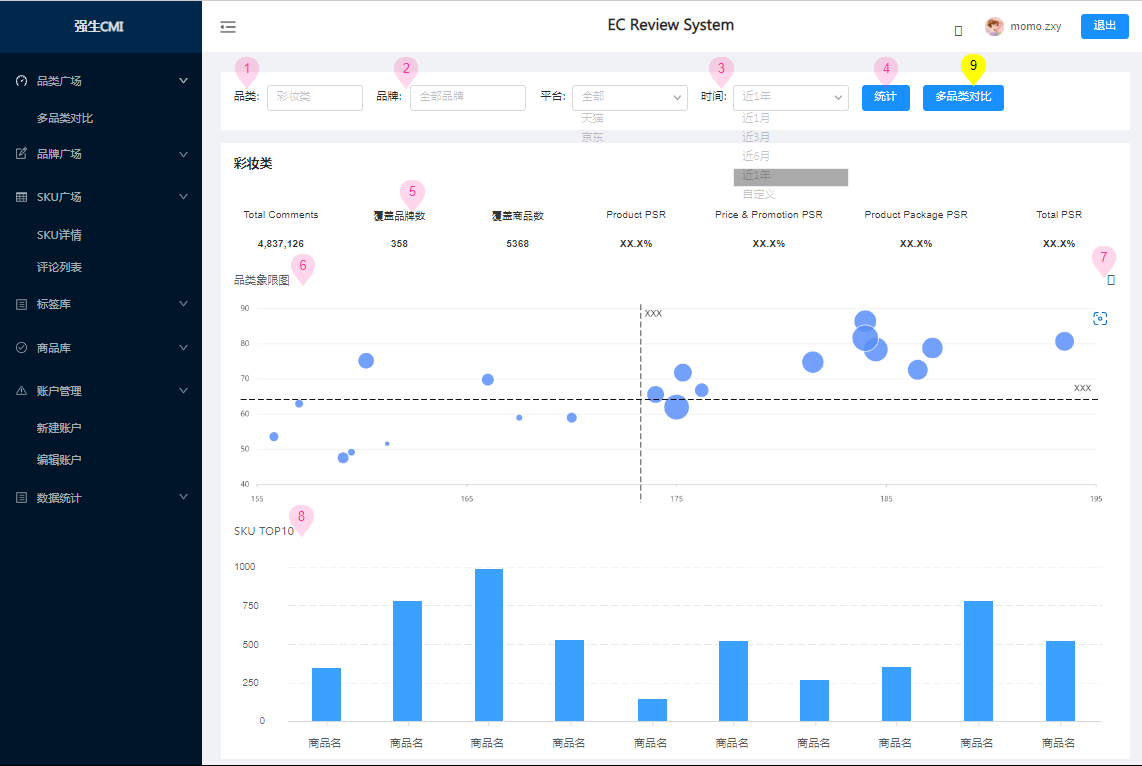 强生CMI
EC Review System
momo.zxy
退出
品类广场
多品类对比
品牌广场
SKU广场
SKU详情
评论列表
标签库
商品库
账户管理
新建账户
编辑账户
数据统计
1
2
3
4
9
品类: 彩妆类 品牌: 全部品牌 平台: 全部 时间: 近1年 统计 多品类对比
天猫
京东
近1月
近3月
近6月
近1年
自定义
彩妆类
5
Total Comments 覆盖品牌数 覆盖商品数 Product PSR Price & Promotion PSR Product Package PSR Total PSR
4,837,126 358 5368 XX.X% XX.X% XX.X% XX.X%
6
7
品类象限图
90
80
70
60
50
40
XXX
XXX
155 165 175 185 195
8
SKU TOP10
1000
750
500
250
0
商品名 商品名 商品名 商品名 商品名 商品名 商品名 商品名 商品名 商品名